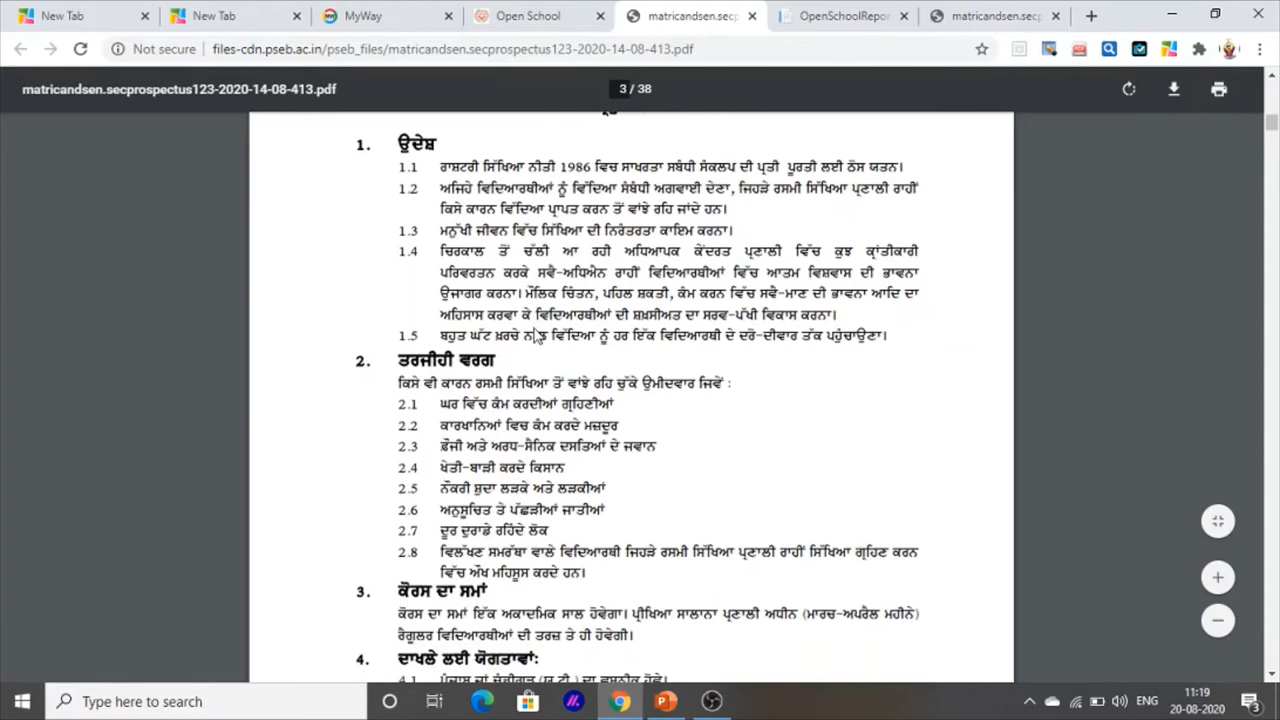 New Tab
New Tab
MyWay
Open School
matricandsen.sec
OpenSchoolRepor
matricandsen.sec
Not secure
files-cdn.pseb.ac.in/pseb_files/matricandsen.secprospectus123-2020-14-08-413.pdf
matricandsen.secprospectus123-2020-14-08-413.pdf
3 / 38
1. ਉਦੇਸ਼
1.1 ਰਾਸ਼ਟਰੀ ਸਿੱਖਿਆ ਨੀਤੀ 1986 ਵਿਚ ਸਾਖਰਤਾ ਸਬੰਧੀ ਸੰਕਲਪ ਦੀ ਪ੍ਰਤੀ ਪੂਰਤੀ ਲਈ ਠੋਸ ਯਤਨ।
1.2 ਅਜਿਹੇ ਵਿਦਿਆਰਥੀਆਂ ਨੂੰ ਵਿੱਦਿਆ ਸੰਬੰਧੀ ਅਗਵਾਈ ਦੇਣਾ, ਜਿਹੜੇ ਰਸਮੀ ਸਿੱਖਿਆ ਪ੍ਰਣਾਲੀ ਰਾਹੀਂ
ਕਿਸੇ ਕਾਰਨ ਵਿੱਦਿਆ ਪ੍ਰਾਪਤ ਕਰਨ ਤੋਂ ਵਾਂਝੇ ਰਹਿ ਜਾਂਦੇ ਹਨ।
1.3 ਮਨੁੱਖੀ ਜੀਵਨ ਵਿੱਚ ਸਿੱਖਿਆ ਦੀ ਨਿਰੰਤਰਤਾ ਕਾਇਮ ਕਰਨਾ।
1.4 ਚਿਰਕਾਲ ਤੋਂ ਚੱਲੀ ਆ ਰਹੀ ਅਧਿਆਪਕ ਕੇਂਦਰਤ ਪ੍ਰਣਾਲੀ ਵਿੱਚ ਕੁਝ ਕ੍ਰਾਂਤੀਕਾਰੀ
ਪਰਿਵਰਤਨ ਕਰਕੇ ਸਵੈ-ਅਧਿਐਨ ਰਾਹੀਂ ਵਿਦਿਆਰਥੀਆਂ ਵਿੱਚ ਆਤਮ ਵਿਸ਼ਵਾਸ ਦੀ ਭਾਵਨਾ
ਉਜਾਗਰ ਕਰਨਾ। ਮੌਲਿਕ ਚਿੰਤਨ, ਪਹਿਲ ਸ਼ਕਤੀ, ਕੰਮ ਕਰਨ ਵਿੱਚ ਸਵੈ-ਮਾਣ ਦੀ ਭਾਵਨਾ ਆਦਿ ਦਾ
ਅਹਿਸਾਸ ਕਰਵਾ ਕੇ ਵਿਦਿਆਰਥੀਆਂ ਦੀ ਸ਼ਖ਼ਸੀਅਤ ਦਾ ਸਰਵ-ਪੱਖੀ ਵਿਕਾਸ ਕਰਨਾ।
1.5 ਬਹੁਤ ਘੱਟ ਖ਼ਰਚੇ ਵਿੱਦਿਆ ਨੂੰ ਹਰ ਇੱਕ ਵਿਦਿਆਰਥੀ ਦੇ ਦਰੋ-ਦੀਵਾਰ ਤੱਕ ਪਹੁੰਚਾਉਣਾ।
2. ਤਰਜੀਹੀ ਵਰਗ
ਕਿਸੇ ਵੀ ਕਾਰਨ ਰਸਮੀ ਸਿੱਖਿਆ ਤੋਂ ਵਾਂਝੇ ਰਹਿ ਚੁੱਕੇ ਉਮੀਦਵਾਰ ਜਿਵੇਂ :
2.1 ਘਰ ਵਿੱਚ ਕੰਮ ਕਰਦੀਆਂ ਗ੍ਰਹਿਣੀਆਂ
2.2 ਕਾਰਖਾਨਿਆਂ ਵਿਚ ਕੰਮ ਕਰਦੇ ਮਜ਼ਦੂਰ
2.3 ਫ਼ੌਜੀ ਅਤੇ ਅਰਧ-ਸੈਨਿਕ ਦਸਤਿਆਂ ਦੇ ਜਵਾਨ
2.4 ਖੇਤੀ-ਬਾੜੀ ਕਰਦੇ ਕਿਸਾਨ
2.5 ਨੌਕਰੀ ਸ਼ੁਦਾ ਲੜਕੇ ਅਤੇ ਲੜਕੀਆਂ
2.6 ਅਨੁਸੂਚਿਤ ਤੇ ਪੱਛੜੀਆਂ ਜਾਤੀਆਂ
2.7 ਦੂਰ ਦੁਰਾਡੇ ਰਹਿੰਦੇ ਲੋਕ
2.8 ਵਿਲੱਖਣ ਸਮਰੱਥਾ ਵਾਲੇ ਵਿਦਿਆਰਥੀ ਜਿਹੜੇ ਰਸਮੀ ਸਿੱਖਿਆ ਪ੍ਰਣਾਲੀ ਰਾਹੀਂ ਸਿੱਖਿਆ ਗ੍ਰਹਿਣ ਕਰਨ
ਵਿੱਚ ਔਖ ਮਹਿਸੂਸ ਕਰਦੇ ਹਨ।
3. ਕੋਰਸ ਦਾ ਸਮਾਂ
ਕੋਰਸ ਦਾ ਸਮਾਂ ਇੱਕ ਅਕਾਦਮਿਕ ਸਾਲ ਹੋਵੇਗਾ। ਪ੍ਰੀਖਿਆ ਸਾਲਾਨਾ ਪ੍ਰਣਾਲੀ ਅਧੀਨ (ਮਾਰਚ-ਅਪਰੈਲ ਮਹੀਨੇ)
ਰੈਗੂਲਰ ਵਿਦਿਆਰਥੀਆਂ ਦੀ ਤਰਜ਼ ਤੇ ਹੀ ਹੋਵੇਗੀ।
4. ਦਾਖਲੇ ਲਈ ਯੋਗਤਾਵਾਂ:
4.1 ਪੰਜਾਬ ਜਾਂ ਚੰਡੀਗੜ੍ਹ (ਯੂ.ਟੀ.) ਦਾ ਵਸਨੀਕ ਹੋਵੇ।
Type here to search
ENG
11:19
20-08-2020
3